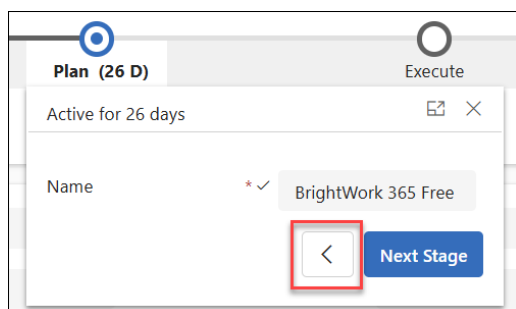 Plan (26 D)
Execute
Active for 26 days
Name * BrightWork 365 Free
Next Stage